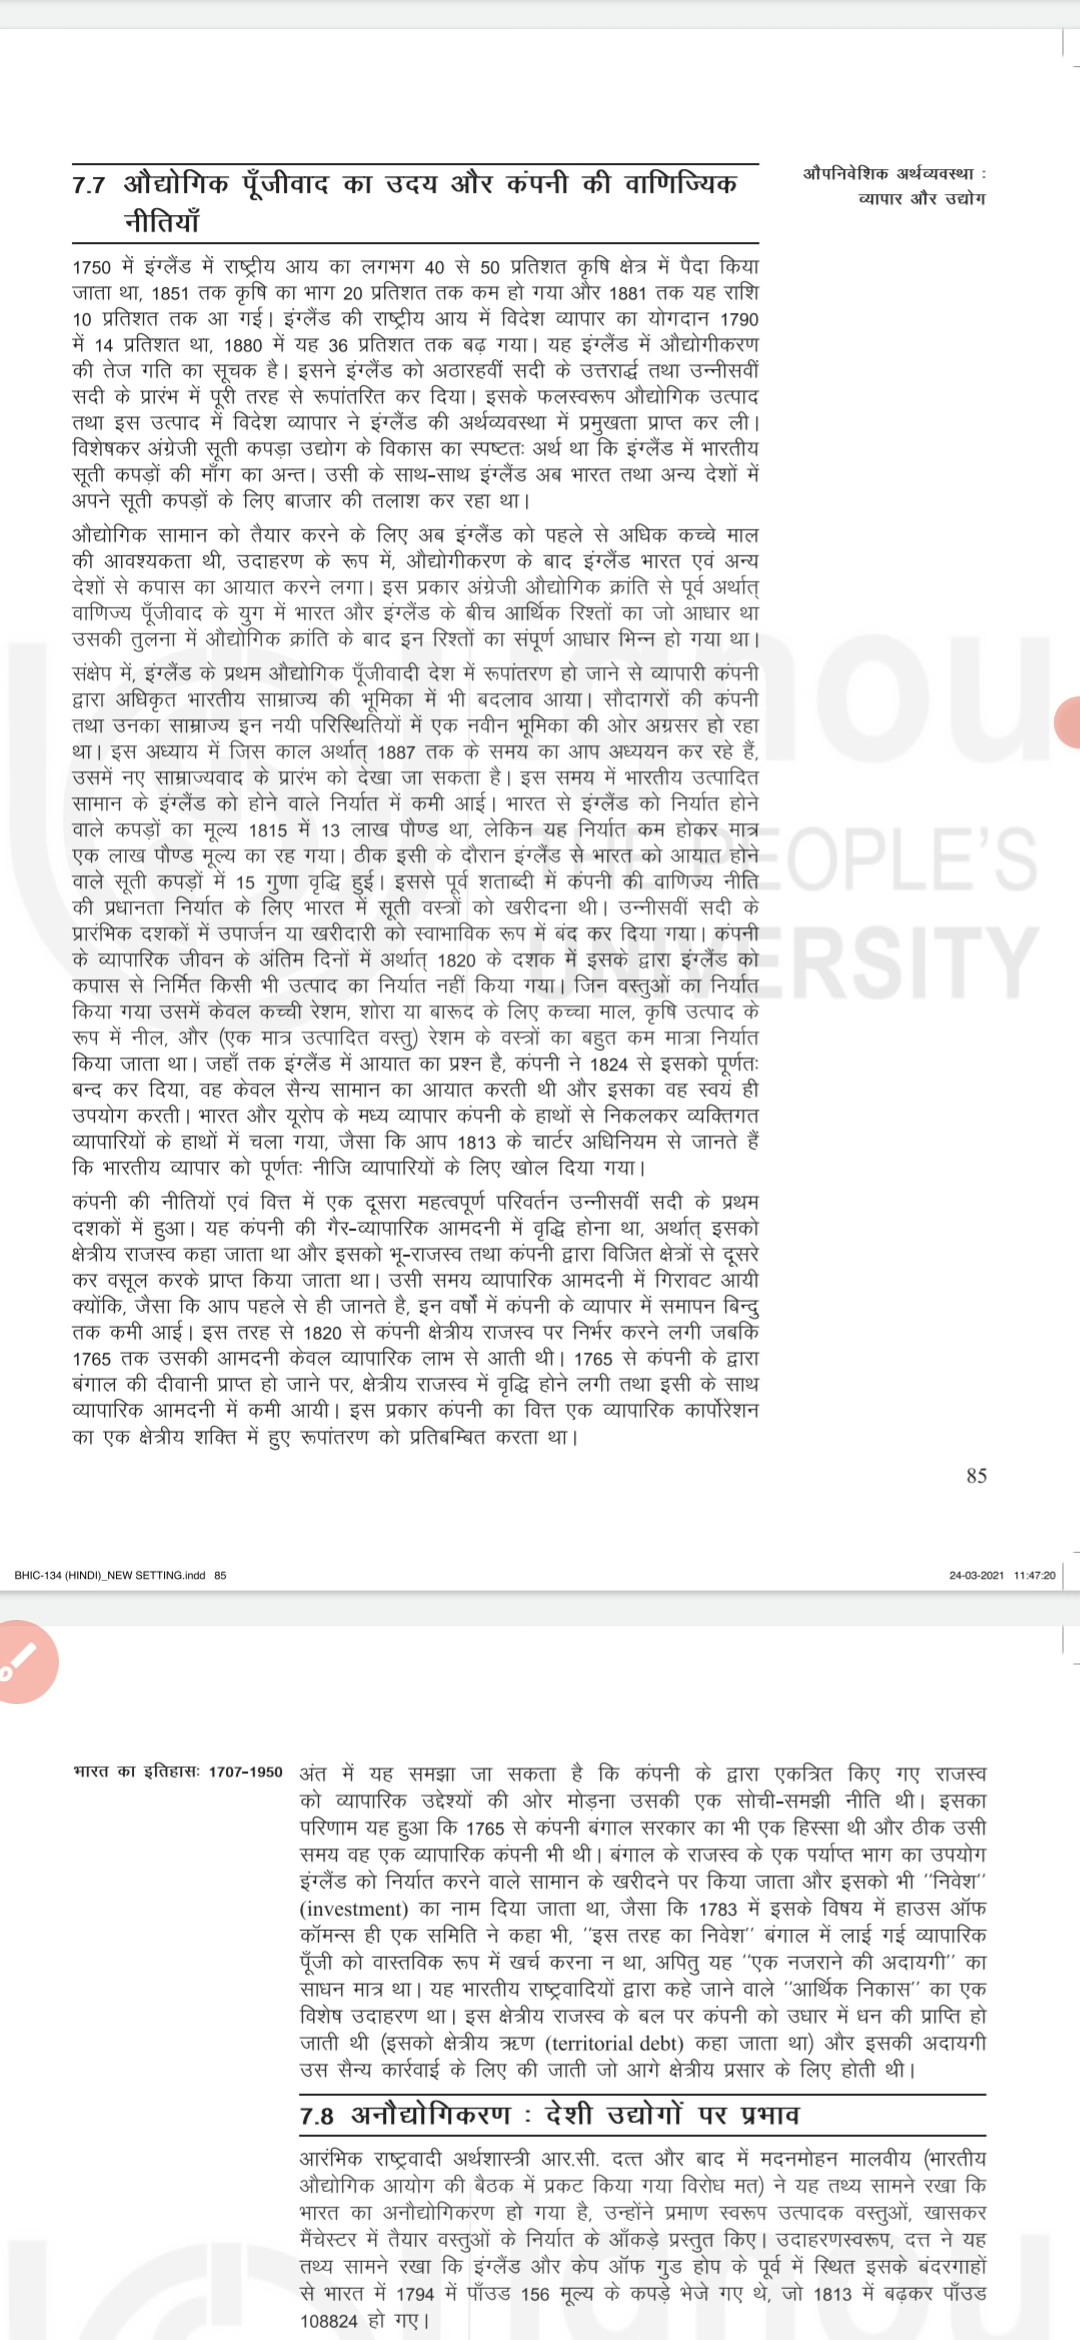 7.7 औद्योगिक पूँजीवाद का उदय और कंपनी की वाणिज्यिक
नीतियाँ
औपनिवेशिक अर्थव्यवस्था :
व्यापार और उद्योग
1750 में इंग्लैंड में राष्ट्रीय आय का लगभग 40 से 50 प्रतिशत कृषि क्षेत्र में पैदा किया
जाता था, 1851 तक कृषि का भाग 20 प्रतिशत तक कम हो गया और 1881 तक यह राशि
10 प्रतिशत तक आ गई। इंग्लैंड की राष्ट्रीय आय में विदेश व्यापार का योगदान 1790
में 14 प्रतिशत था, 1880 में यह 36 प्रतिशत तक बढ़ गया। यह इंग्लैंड में औद्योगीकरण
की तेज गति का सूचक है। इसने इंग्लैंड को अठारहवीं सदी के उत्तरार्द्ध तथा उन्नीसवीं
सदी के प्रारंभ में पूरी तरह से रूपांतरित कर दिया। इसके फलस्वरूप औद्योगिक उत्पाद
तथा इस उत्पाद में विदेश व्यापार ने इंग्लैंड की अर्थव्यवस्था में प्रमुखता प्राप्त कर ली।
विशेषकर अंग्रेजी सूती कपड़ा उद्योग के विकास का स्पष्टतः अर्थ था कि इंग्लैंड में भारतीय
सूती कपड़ों की माँग का अन्त। उसी के साथ-साथ इंग्लैंड अब भारत तथा अन्य देशों में
अपने सूती कपड़ों के लिए बाजार की तलाश कर रहा था।
औद्योगिक सामान को तैयार करने के लिए अब इंग्लैंड को पहले से अधिक कच्चे माल
की आवश्यकता थी, उदाहरण के रूप में, औद्योगीकरण के बाद इंग्लैंड भारत एवं अन्य
देशों से कपास का आयात करने लगा। इस प्रकार अंग्रेजी औद्योगिक क्रांति से पूर्व अर्थात्
वाणिज्य पूँजीवाद के युग में भारत और इंग्लैंड के बीच आर्थिक रिश्तों का जो आधार था
उसकी तुलना में औद्योगिक क्रांति के बाद इन रिश्तों का संपूर्ण आधार भिन्न हो गया था।
संक्षेप में, इंग्लैंड के प्रथम औद्योगिक पूँजीवादी देश में रूपांतरण हो जाने से व्यापारी कंपनी
द्वारा अधिकृत भारतीय साम्राज्य की भूमिका में भी बदलाव आया। सौदागरों की कंपनी
तथा उनका साम्राज्य इन नयी परिस्थितियों में एक नवीन भूमिका की ओर अग्रसर हो रहा
था। इस अध्याय में जिस काल अर्थात् 1887 तक के समय का आप अध्ययन कर रहे हैं,
उसमें नए साम्राज्यवाद के प्रारंभ को देखा जा सकता है। इस समय में भारतीय उत्पादित
सामान के इंग्लैंड को होने वाले निर्यात में कमी आई। भारत से इंग्लैंड को निर्यात होने
वाले कपड़ों का मूल्य 1815 में 13 लाख पौण्ड था, लेकिन यह निर्यात कम होकर मात्र
एक लाख पौण्ड मूल्य का रह गया। ठीक इसी के दौरान इंग्लैंड से भारत को आयात होने
वाले सूती कपड़ों में 15 गुणा वृद्धि हुई। इससे पूर्व शताब्दी में कंपनी की वाणिज्य नीति
की प्रधानता निर्यात के लिए भारत में सूती वस्त्रों को खरीदना थी। उन्नीसवीं सदी के
प्रारंभिक दशकों में उपार्जन या खरीदारी को स्वाभाविक रूप में बंद कर दिया गया। कंपनी
के व्यापारिक जीवन के अंतिम दिनों में अर्थात् 1820 के दशक में इसके द्वारा इंग्लैंड को
कपास से निर्मित किसी भी उत्पाद का निर्यात नहीं किया गया। जिन वस्तुओं का निर्यात
किया गया उसमें केवल कच्ची रेशम, शोरा या बारूद के लिए कच्चा माल, कृषि उत्पाद के
रूप में नील, और (एक मात्र उत्पादित वस्तु) रेशम के वस्त्रों का बहुत कम मात्रा निर्यात
किया जाता था। जहाँ तक इंग्लैंड में आयात का प्रश्न है, कंपनी ने 1824 से इसको पूर्णतः
बन्द कर दिया, वह केवल सैन्य सामान का आयात करती थी और इसका वह स्वयं ही
उपयोग करती। भारत और यूरोप के मध्य व्यापार कंपनी के हाथों से निकलकर व्यक्तिगत
व्यापारियों के हाथों में चला गया, जैसा कि आप 1813 के चार्टर अधिनियम से जानते हैं
कि भारतीय व्यापार को पूर्णतः नीजि व्यापारियों के लिए खोल दिया गया।
कंपनी की नीतियों एवं वित्त में एक दूसरा महत्वपूर्ण परिवर्तन उन्नीसवीं सदी के प्रथम
दशकों में हुआ। यह कंपनी की गैर-व्यापारिक आमदनी में वृद्धि होना था, अर्थात् इसको
क्षेत्रीय राजस्व कहा जाता था और इसको भू-राजस्व तथा कंपनी द्वारा विजित क्षेत्रों से दूसरे
कर वसूल करके प्राप्त किया जाता था। उसी समय व्यापारिक आमदनी में गिरावट आयी
क्योंकि, जैसा कि आप पहले से ही जानते है, इन वर्षों में कंपनी के व्यापार में समापन बिन्दु
तक कमी आई। इस तरह से 1820 से कंपनी क्षेत्रीय राजस्व पर निर्भर करने लगी जबकि
1765 तक उसकी आमदनी केवल व्यापारिक लाभ से आती थी। 1765 से कंपनी के द्वारा
बंगाल की दीवानी प्राप्त हो जाने पर, क्षेत्रीय राजस्व में वृद्धि होने लगी तथा इसी के साथ
व्यापारिक आमदनी में कमी आयी। इस प्रकार कंपनी का वित्त एक व्यापारिक कार्पोरेशन
का एक क्षेत्रीय शक्ति में हुए रूपांतरण को प्रतिबम्बित करता था।
ignou
THE PEOPLE'S
UNIVERSITY
85
BHIC-134 (HINDI)_NEW SETTING.indd 85
24-03-2021 11:47:20
भारत का इतिहासः 1707-1950
अंत में यह समझा जा सकता है कि कंपनी के द्वारा एकत्रित किए गए राजस्व
को व्यापारिक उद्देश्यों की ओर मोड़ना उसकी एक सोची-समझी नीति थी। इसका
परिणाम यह हुआ कि 1765 से कंपनी बंगाल सरकार का भी एक हिस्सा थी और ठीक उसी
समय वह एक व्यापारिक कंपनी भी थी। बंगाल के राजस्व के एक पर्याप्त भाग का उपयोग
इंग्लैंड को निर्यात करने वाले सामान के खरीदने पर किया जाता और इसको भी ''निवेश''
(investment) का नाम दिया जाता था, जैसा कि 1783 में इसके विषय में हाउस ऑफ
कॉमन्स ही एक समिति ने कहा भी, ''इस तरह का निवेश'' बंगाल में लाई गई व्यापारिक
पूँजी को वास्तविक रूप में खर्च करना न था, अपितु यह ''एक नजराने की अदायगी'' का
साधन मात्र था। यह भारतीय राष्ट्रवादियों द्वारा कहे जाने वाले ''आर्थिक निकास'' का एक
विशेष उदाहरण था। इस क्षेत्रीय राजस्व के बल पर कंपनी को उधार में धन की प्राप्ति हो
जाती थी (इसको क्षेत्रीय ऋण (territorial debt) कहा जाता था) और इसकी अदायगी
उस सैन्य कार्रवाई के लिए की जाती जो आगे क्षेत्रीय प्रसार के लिए होती थी।
7.8 अनौद्योगिकरण : देशी उद्योगों पर प्रभाव
आरंभिक राष्ट्रवादी अर्थशास्त्री आर.सी. दत्त और बाद में मदनमोहन मालवीय (भारतीय
औद्योगिक आयोग की बैठक में प्रकट किया गया विरोध मत) ने यह तथ्य सामने रखा कि
भारत का अनौद्योगिकरण हो गया है, उन्होंने प्रमाण स्वरूप उत्पादक वस्तुओं, खासकर
मैंचेस्टर में तैयार वस्तुओं के निर्यात के आँकड़े प्रस्तुत किए। उदाहरणस्वरूप, दत्त ने यह
तथ्य सामने रखा कि इंग्लैंड और केप ऑफ गुड होप के पूर्व में स्थित इसके बंदरगाहों
से भारत में 1794 में पाँउड 156 मूल्य के कपड़े भेजे गए थे, जो 1813 में बढ़कर पाँउड
108824 हो गए।
ignou